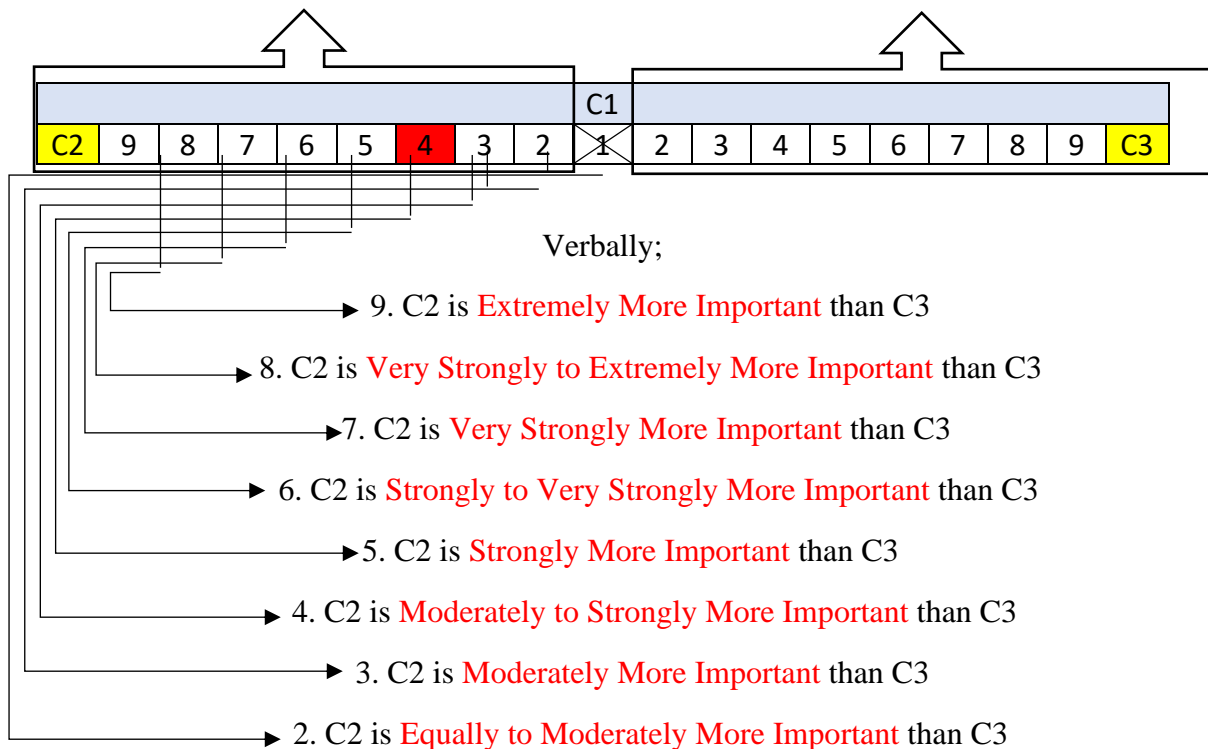 C1
C2 9 8 7 6 5 4 3 2 1 2 3 4 5 6 7 8 9 C3
Verbally;
9. C2 is Extremely More Important than C3
8. C2 is Very Strongly to Extremely More Important than C3
7. C2 is Very Strongly More Important than C3
6. C2 is Strongly to Very Strongly More Important than C3
5. C2 is Strongly More Important than C3
4. C2 is Moderately to Strongly More Important than C3
3. C2 is Moderately More Important than C3
2. C2 is Equally to Moderately More Important than C3